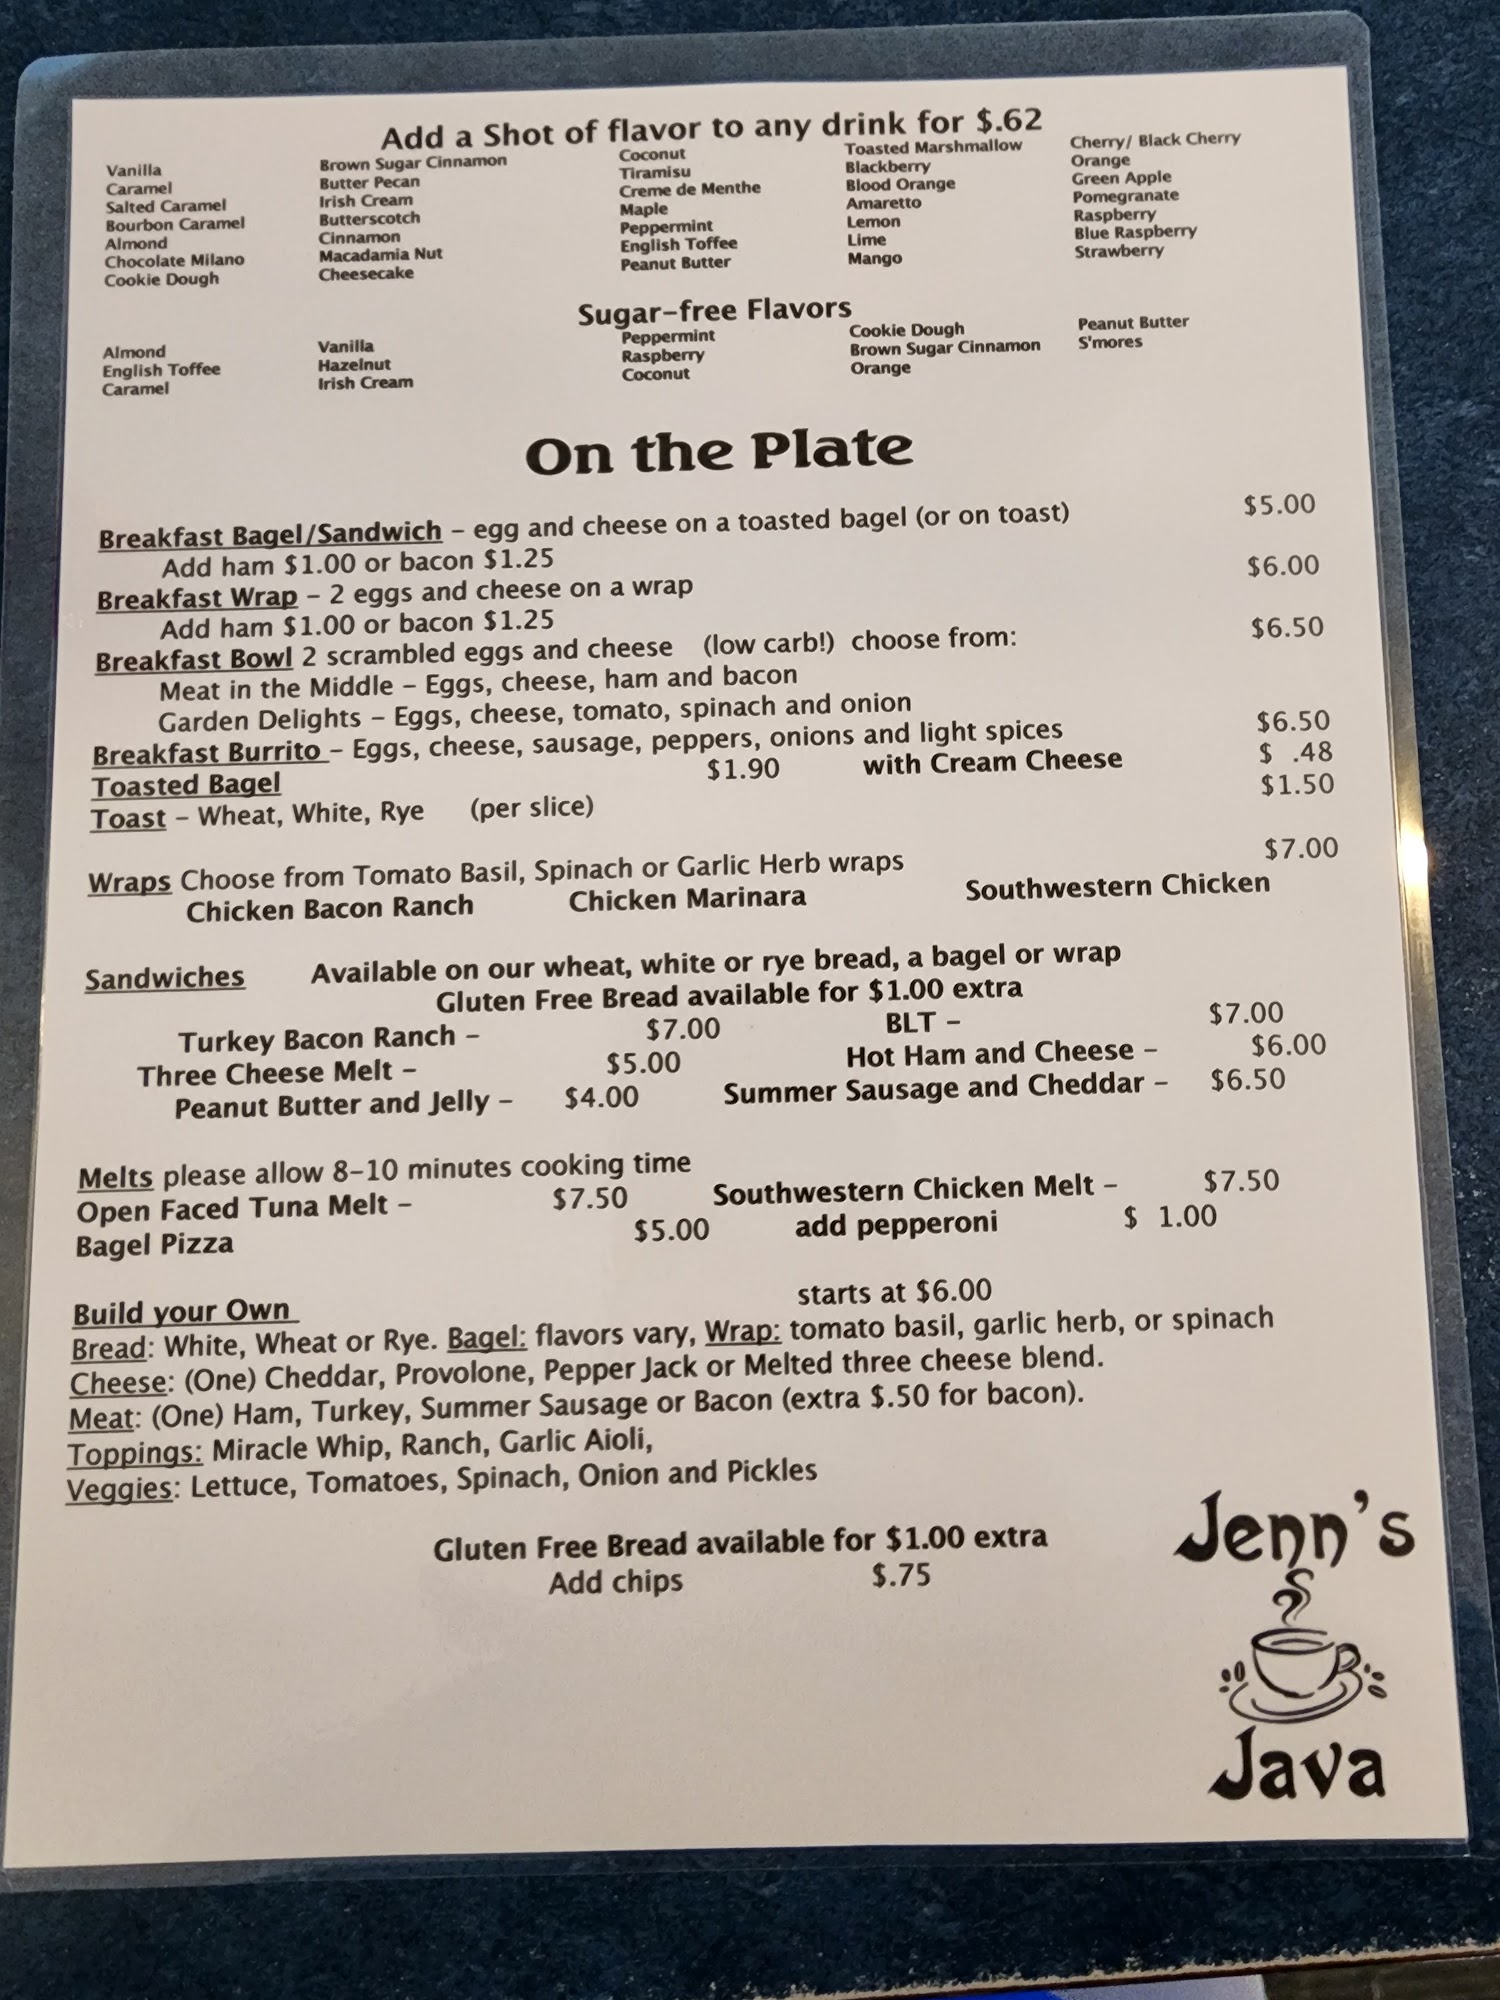 Add a Shot of flavor to any drink for $.62
Vanilla
Caramel
Salted Caramel
Bourbon Caramel
Almond
Chocolate Milano
Cookie Dough
Brown Sugar Cinnamon
Butter Pecan
Irish Cream
Butterscotch
Cinnamon
Macadamia Nut
Cheesecake
Coconut
Tiramisu
Creme de Menthe
Maple
Peppermint
English Toffee
Peanut Butter
Toasted Marshmallow
Blackberry
Blood Orange
Amaretto
Lemon
Lime
Mango
Cherry/ Black Cherry
Orange
Green Apple
Pomegranate
Raspberry
Blue Raspberry
Strawberry
Sugar-free Flavors
Almond
English Toffee
Caramel
Vanilla
Hazelnut
Irish Cream
Peppermint
Raspberry
Coconut
Cookie Dough
Brown Sugar Cinnamon
Orange
Peanut Butter
S'mores
On the Plate
Breakfast Bagel/Sandwich - egg and cheese on a toasted bagel (or on toast) $5.00
Add ham $1.00 or bacon $1.25
Breakfast Wrap - 2 eggs and cheese on a wrap $6.00
Add ham $1.00 or bacon $1.25
Breakfast Bowl 2 scrambled eggs and cheese (low carb!) choose from: $6.50
Meat in the Middle - Eggs, cheese, ham and bacon
Garden Delights - Eggs, cheese, tomato, spinach and onion
Breakfast Burrito - Eggs, cheese, sausage, peppers, onions and light spices $6.50
Toasted Bagel $1.90 with Cream Cheese $ .48
Toast - Wheat, White, Rye (per slice) $1.50
Wraps Choose from Tomato Basil, Spinach or Garlic Herb wraps $7.00
Chicken Bacon Ranch Chicken Marinara Southwestern Chicken
Sandwiches Available on our wheat, white or rye bread, a bagel or wrap
Gluten Free Bread available for $1.00 extra
Turkey Bacon Ranch - $7.00 BLT - $7.00
Three Cheese Melt - $5.00 Hot Ham and Cheese - $6.00
Peanut Butter and Jelly - $4.00 Summer Sausage and Cheddar - $6.50
Melts please allow 8-10 minutes cooking time
Open Faced Tuna Melt - $7.50 Southwestern Chicken Melt - $7.50
Bagel Pizza $5.00 add pepperoni $ 1.00
Build your Own starts at $6.00
Bread: White, Wheat or Rye. Bagel: flavors vary, Wrap: tomato basil, garlic herb, or spinach
Cheese: (One) Cheddar, Provolone, Pepper Jack or Melted three cheese blend.
Meat: (One) Ham, Turkey, Summer Sausage or Bacon (extra $.50 for bacon).
Toppings: Miracle Whip, Ranch, Garlic Aioli,
Veggies: Lettuce, Tomatoes, Spinach, Onion and Pickles
Gluten Free Bread available for $1.00 extra
Add chips $.75
Jenn's
Java